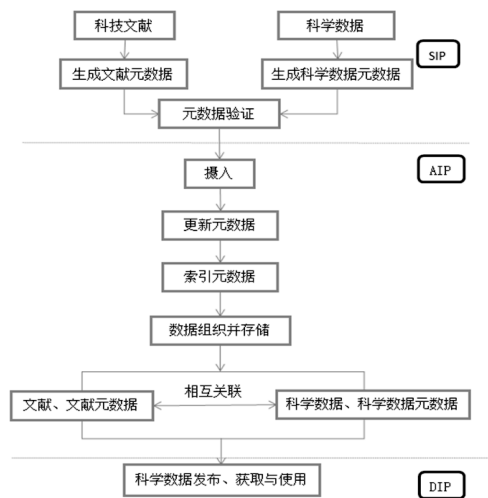 科技文献
科学数据
SIP
生成文献元数据
生成科学数据元数据
元数据验证
摄入
AIP
更新元数据
索引元数据
数据组织并存储
相互关联
文献、文献元数据
科学数据、科学数据元数据
科学数据发布、获取与使用
DIP